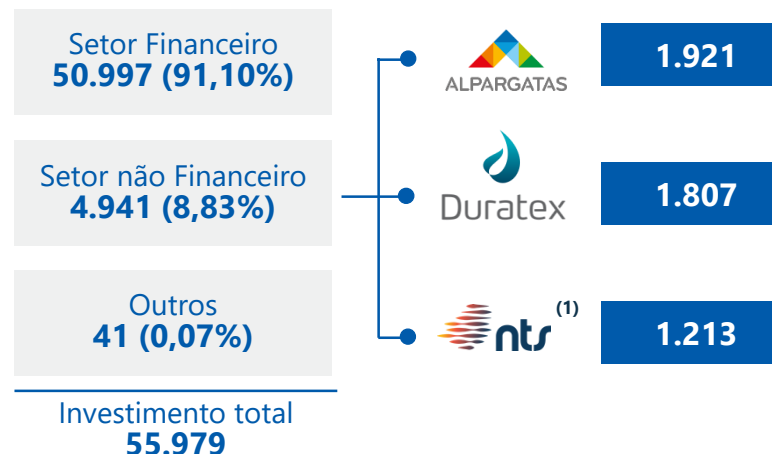 Setor Financeiro
50.997 (91,10%)
Setor não Financeiro
4.941 (8,83%)
Outros
41 (0,07%)
Investimento total
55.979
ALPARGATAS
1.921
Duratex
1.807
nts (1)
1.213